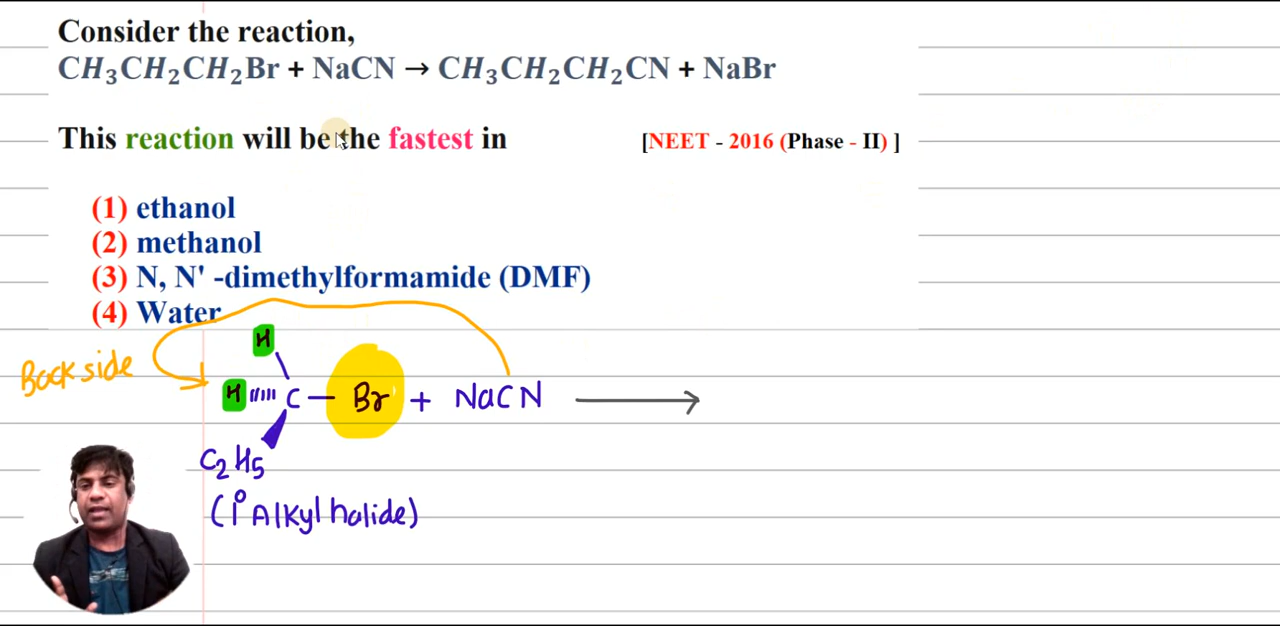 Consider the reaction,
CH₃CH₂CH₂Br + NaCN → CH₃CH₂CH₂CN + NaBr
This reaction will be the fastest in [NEET - 2016 (Phase - II) ]
(1) ethanol
(2) methanol
(3) N, N' -dimethylformamide (DMF)
(4) Water
Back side
H
H C — Br + NaCN ⟶
C₂H₅
(1° Alkyl halide)